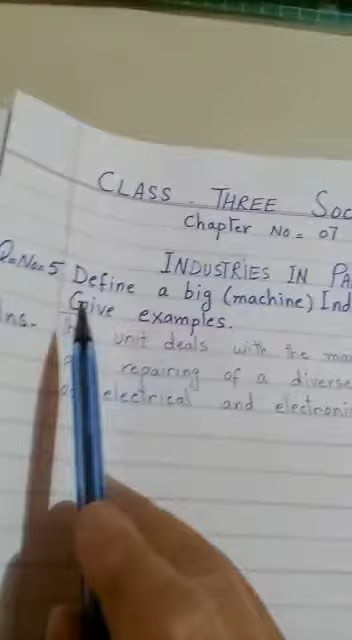 CLASS THREE Soc
Chapter No = 07
INDUSTRIES IN PA
Q=No=5 Define a big (machine) Ind
Give examples.
Ans- unit deals with the ma
repairing of a diverse
of electrical and electroni